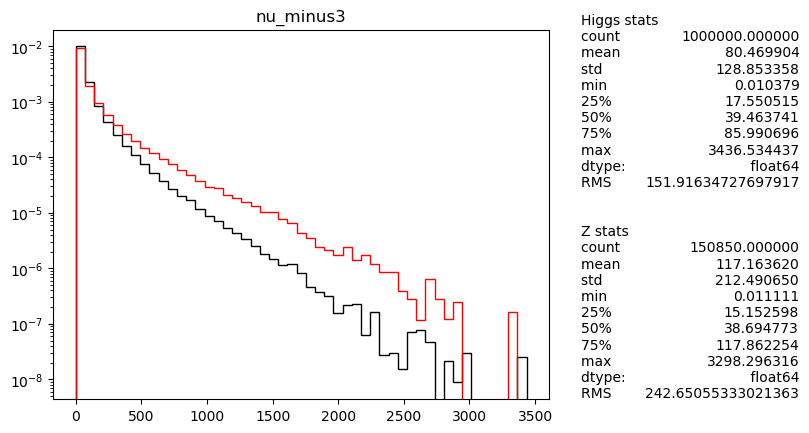 nu_minus3
10⁻²
10⁻³
10⁻⁴
10⁻⁵
10⁻⁶
10⁻⁷
10⁻⁸
0 500 1000 1500 2000 2500 3000 3500
Higgs stats
count 1000000.000000
mean 80.469904
std 128.853358
min 0.010379
25% 17.550515
50% 39.463741
75% 85.990696
max 3436.534437
dtype: float64
RMS 151.91634727697917
Z stats
count 150850.000000
mean 117.163620
std 212.490650
min 0.011111
25% 15.152598
50% 38.694773
75% 117.862254
max 3298.296316
dtype: float64
RMS 242.65055333021363